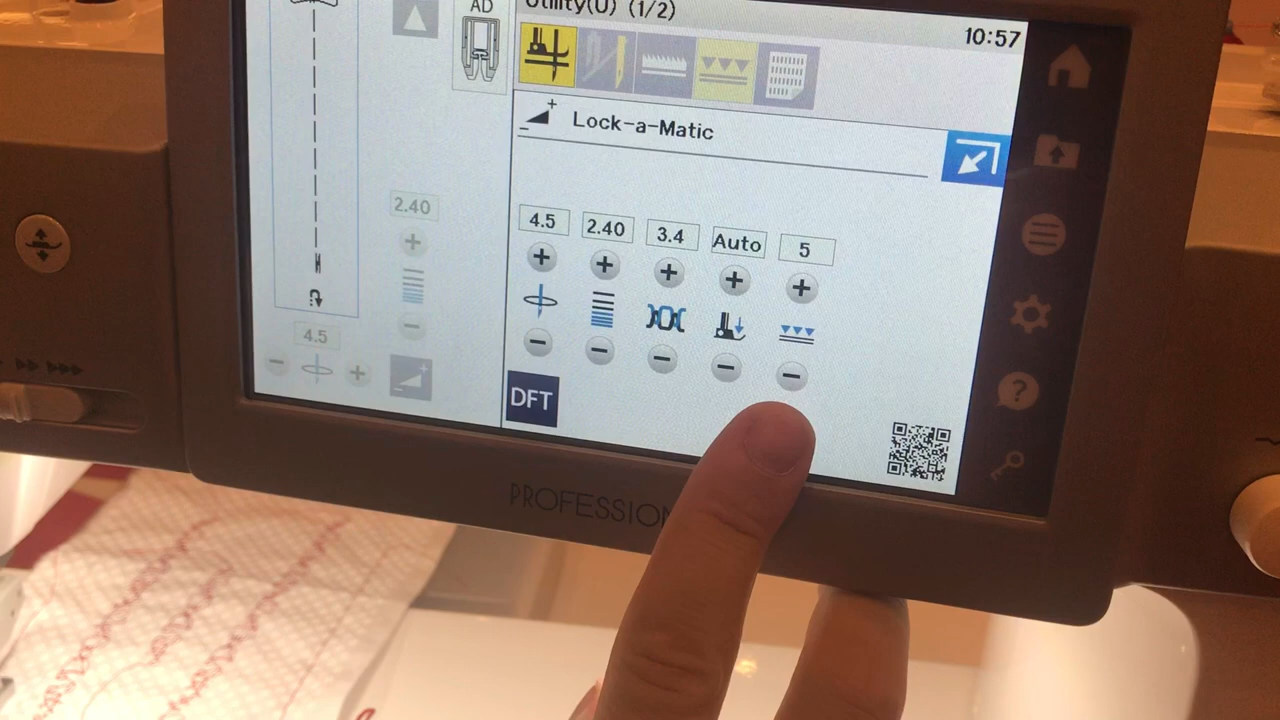 Utility(U) (1/2)
10:57
AD
Lock-a-Matic
2.40
4.5
4.5 2.40 3.4 Auto 5
DFT
PROFESSION